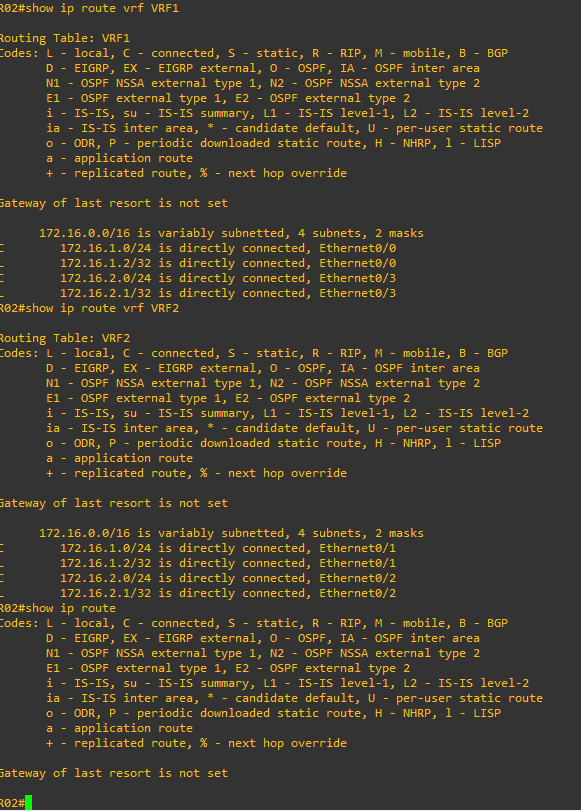 R02#show ip route vrf VRF1
Routing Table: VRF1
Codes: L - local, C - connected, S - static, R - RIP, M - mobile, B - BGP
D - EIGRP, EX - EIGRP external, O - OSPF, IA - OSPF inter area
N1 - OSPF NSSA external type 1, N2 - OSPF NSSA external type 2
E1 - OSPF external type 1, E2 - OSPF external type 2
i - IS-IS, su - IS-IS summary, L1 - IS-IS level-1, L2 - IS-IS level-2
ia - IS-IS inter area, * - candidate default, U - per-user static route
o - ODR, P - periodic downloaded static route, H - NHRP, l - LISP
a - application route
+ - replicated route, % - next hop override
Gateway of last resort is not set
172.16.0.0/16 is variably subnetted, 4 subnets, 2 masks
C 172.16.1.0/24 is directly connected, Ethernet0/0
L 172.16.1.2/32 is directly connected, Ethernet0/0
C 172.16.2.0/24 is directly connected, Ethernet0/3
L 172.16.2.1/32 is directly connected, Ethernet0/3
R02#show ip route vrf VRF2
Routing Table: VRF2
Codes: L - local, C - connected, S - static, R - RIP, M - mobile, B - BGP
D - EIGRP, EX - EIGRP external, O - OSPF, IA - OSPF inter area
N1 - OSPF NSSA external type 1, N2 - OSPF NSSA external type 2
E1 - OSPF external type 1, E2 - OSPF external type 2
i - IS-IS, su - IS-IS summary, L1 - IS-IS level-1, L2 - IS-IS level-2
ia - IS-IS inter area, * - candidate default, U - per-user static route
o - ODR, P - periodic downloaded static route, H - NHRP, l - LISP
a - application route
+ - replicated route, % - next hop override
Gateway of last resort is not set
172.16.0.0/16 is variably subnetted, 4 subnets, 2 masks
C 172.16.1.0/24 is directly connected, Ethernet0/1
L 172.16.1.2/32 is directly connected, Ethernet0/1
C 172.16.2.0/24 is directly connected, Ethernet0/2
L 172.16.2.1/32 is directly connected, Ethernet0/2
R02#show ip route
Codes: L - local, C - connected, S - static, R - RIP, M - mobile, B - BGP
D - EIGRP, EX - EIGRP external, O - OSPF, IA - OSPF inter area
N1 - OSPF NSSA external type 1, N2 - OSPF NSSA external type 2
E1 - OSPF external type 1, E2 - OSPF external type 2
i - IS-IS, su - IS-IS summary, L1 - IS-IS level-1, L2 - IS-IS level-2
ia - IS-IS inter area, * - candidate default, U - per-user static route
o - ODR, P - periodic downloaded static route, H - NHRP, l - LISP
a - application route
+ - replicated route, % - next hop override
Gateway of last resort is not set
R02#